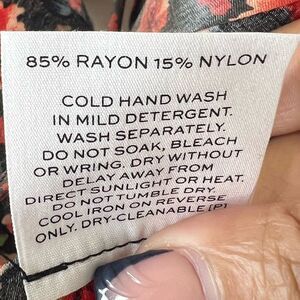 85% RAYON 15% NYLON
COLD HAND WASH
IN MILD DETERGENT.
WASH SEPARATELY.
DO NOT SOAK, BLEACH
OR WRING. DRY WITHOUT
DELAY AWAY FROM
DIRECT SUNLIGHT OR HEAT.
DO NOT TUMBLE DRY.
COOL IRON ON REVERSE
ONLY. DRY-CLEANABLE [P]